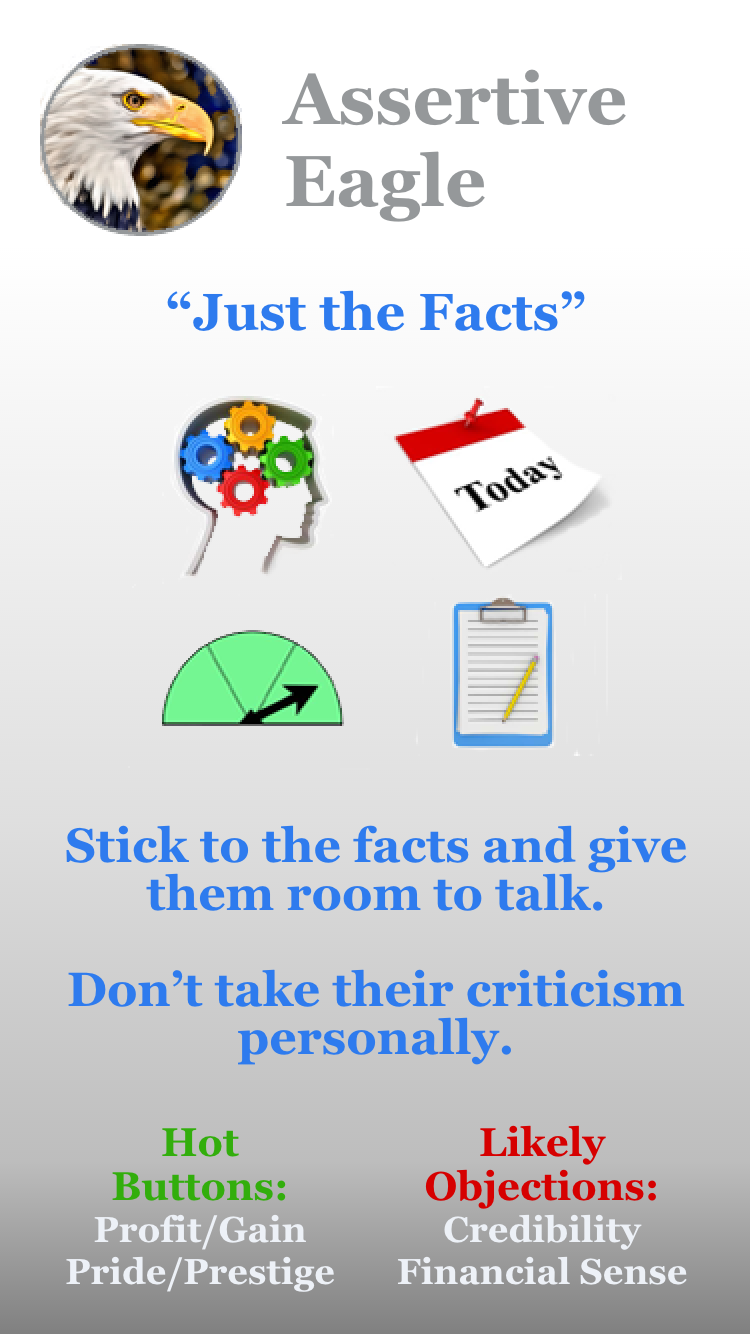 Assertive
Eagle
“Just the Facts”
Today
Stick to the facts and give
them room to talk.
Don’t take their criticism
personally.
Hot
Buttons:
Profit/Gain
Pride/Prestige
Likely
Objections:
Credibility
Financial Sense